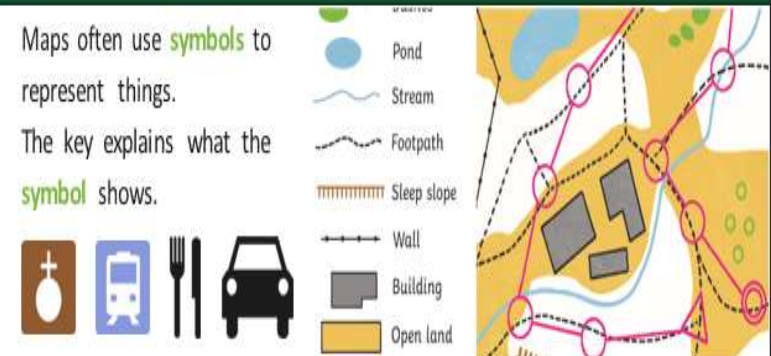 Maps often use symbols to
represent things.
The key explains what the
symbol shows.
Pond
Stream
Footpath
Sleep slope
Wall
Building
Open land